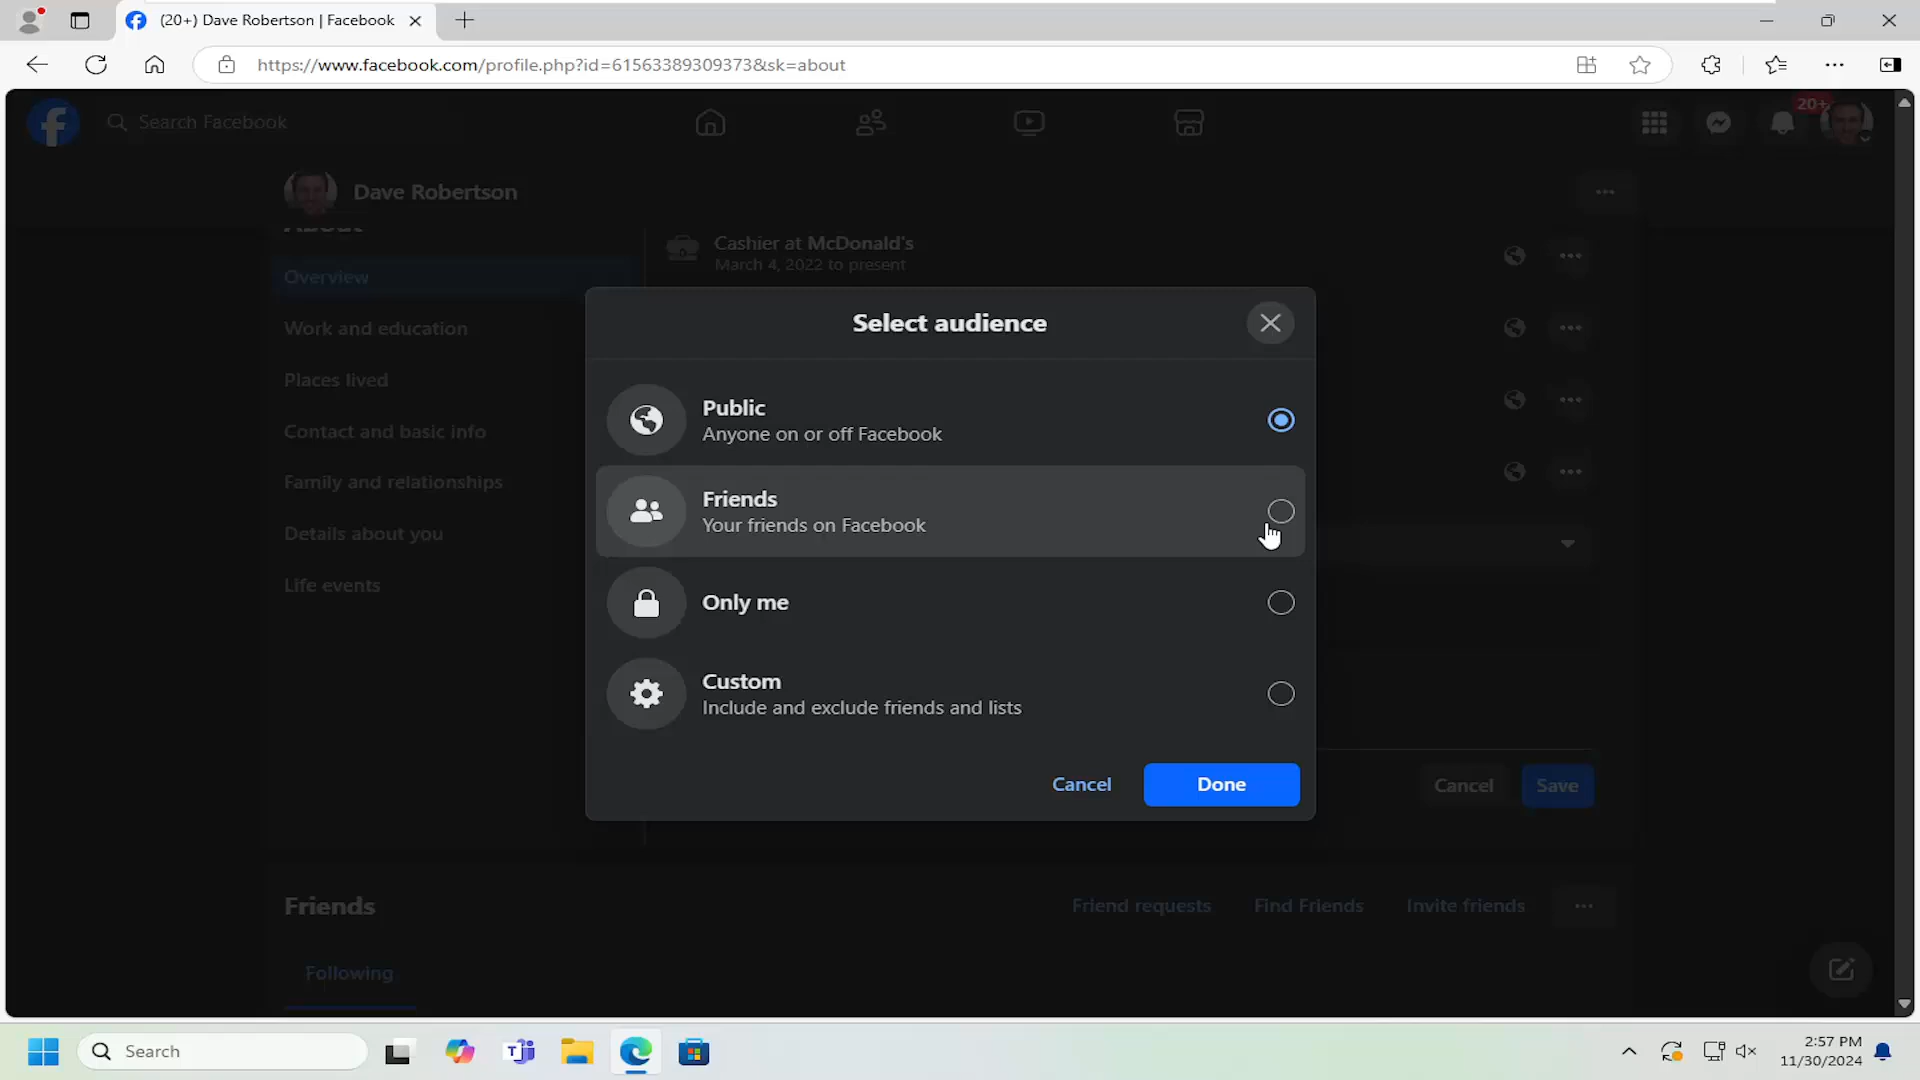 (20+) Dave Robertson | Facebook
https://www.facebook.com/profile.php?id=61563389309373&sk=about
Search Facebook
20+
Dave Robertson
About
Cashier at McDonald's
March 4, 2022 to present
Overview
Work and education
Places lived
Contact and basic info
Family and relationships
Details about you
Life events
Select audience
Public
Anyone on or off Facebook
Friends
Your friends on Facebook
Only me
Custom
Include and exclude friends and lists
Cancel
Done
Cancel
Save
Friends
Friend requests
Find Friends
Invite friends
Following
Search
2:57 PM
11/30/2024